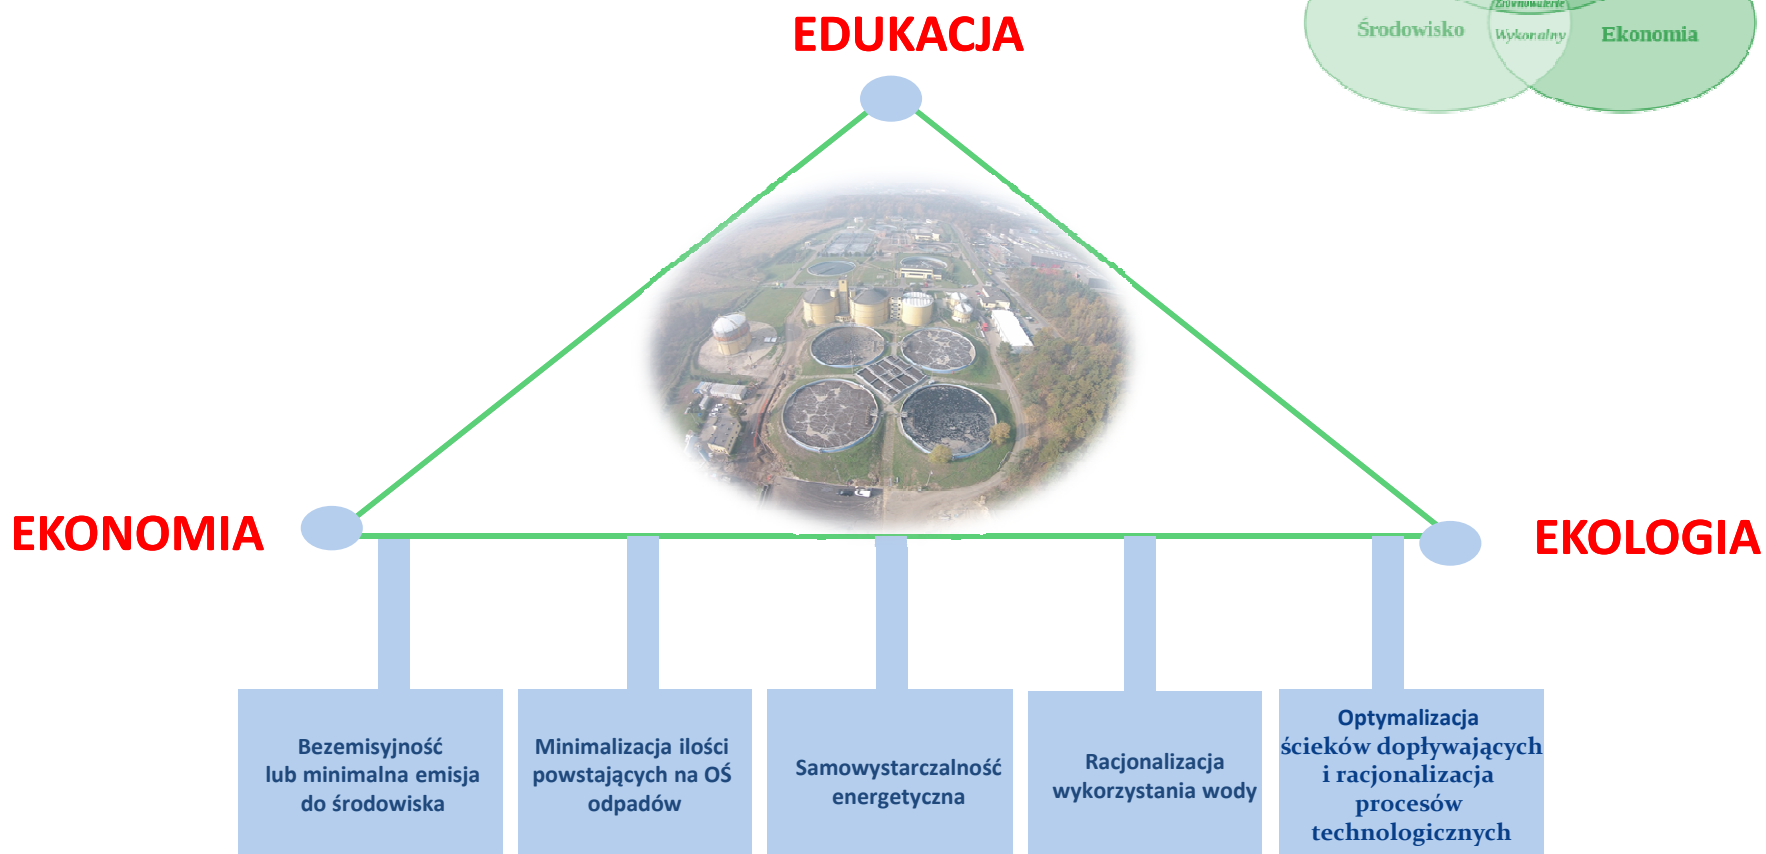 EDUKACJA
Zrównoważenie
Środowisko
Wykonalny
Ekonomia
EKONOMIA
EKOLOGIA
Bezemisyjność
lub minimalna emisja
do środowiska
Minimalizacja ilości
powstających na OŚ
odpadów
Samowystarczalność
energetyczna
Racjonalizacja
wykorzystania wody
Optymalizacja
ścieków dopływających
i racjonalizacja
procesów
technologicznych